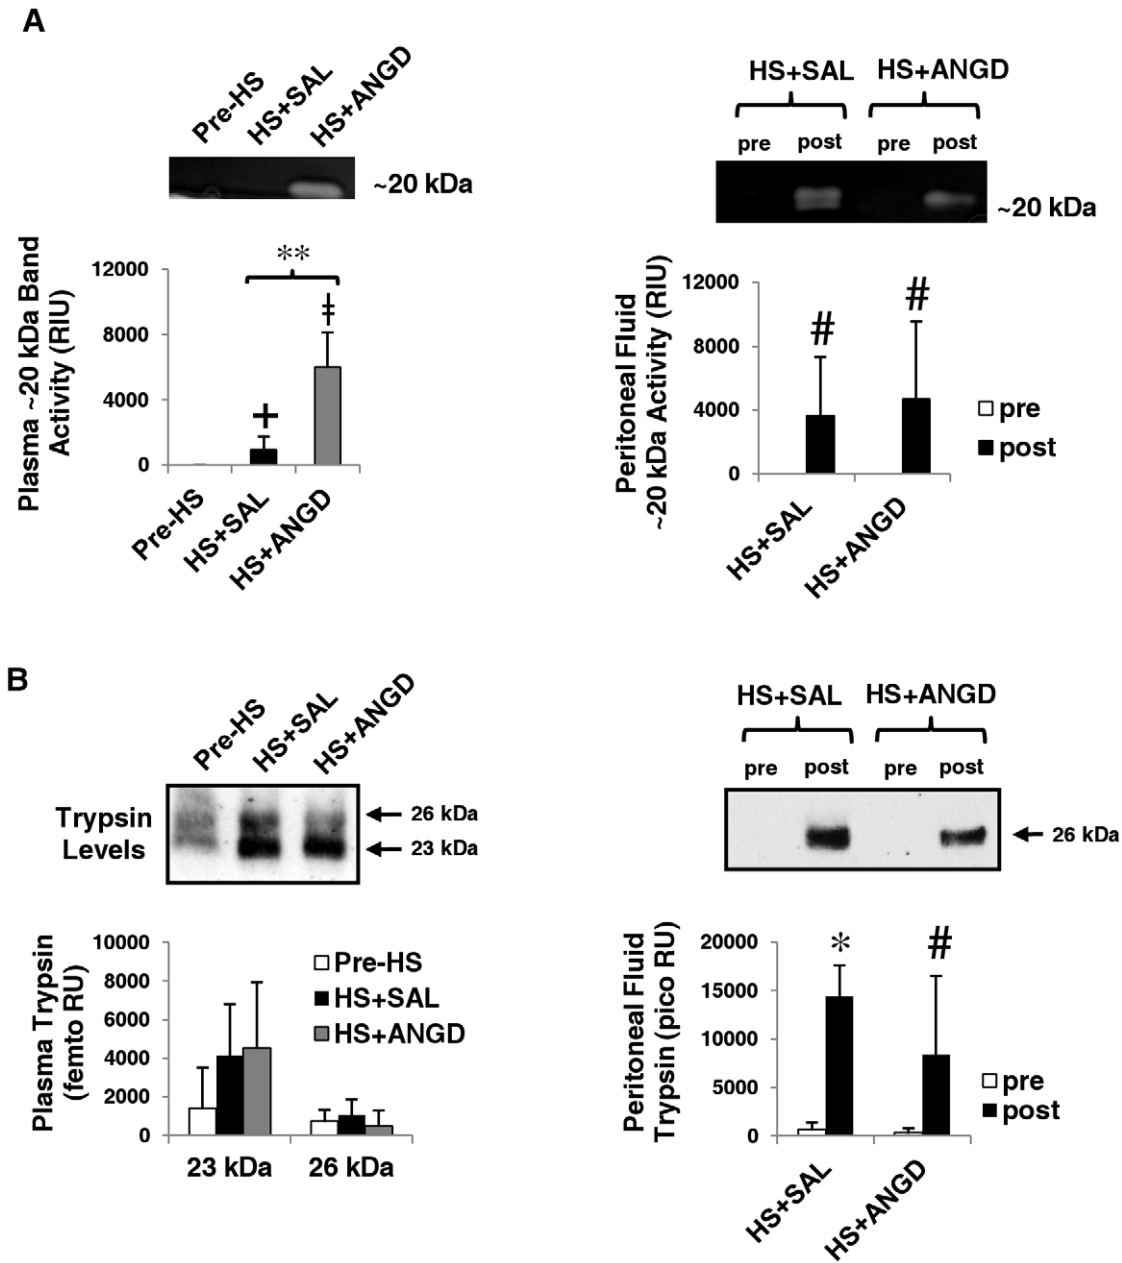 A
Pre-HS
HS+SAL
HS+ANGD
~20 kDa
Plasma ~20 kDa Band
Activity (RIU)
12000
8000
4000
0
**
+
‡
Pre-HS
HS+SAL
HS+ANGD
HS+SAL
HS+ANGD
pre
post
pre
post
~20 kDa
Peritoneal Fluid
~20 kDa Activity (RIU)
12000
8000
4000
0
#
#
pre
post
HS+SAL
HS+ANGD
B
Pre-HS
HS+SAL
HS+ANGD
Trypsin
Levels
26 kDa
23 kDa
Plasma Trypsin
(femto RU)
10000
8000
6000
4000
2000
0
Pre-HS
HS+SAL
HS+ANGD
23 kDa
26 kDa
HS+SAL
HS+ANGD
pre
post
pre
post
26 kDa
Peritoneal Fluid
Trypsin (pico RU)
20000
15000
10000
5000
0
*
#
pre
post
HS+SAL
HS+ANGD